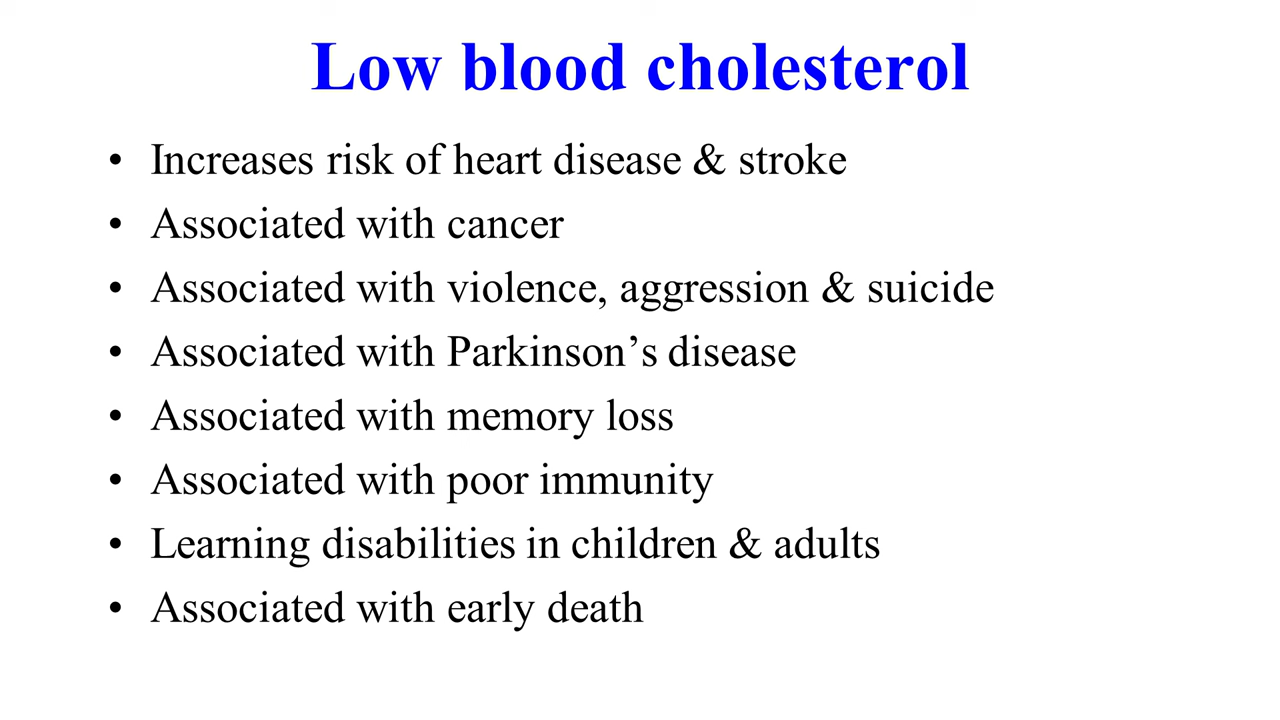 Low blood cholesterol
• Increases risk of heart disease & stroke
• Associated with cancer
• Associated with violence, aggression & suicide
• Associated with Parkinson’s disease
• Associated with memory loss
• Associated with poor immunity
• Learning disabilities in children & adults
• Associated with early death